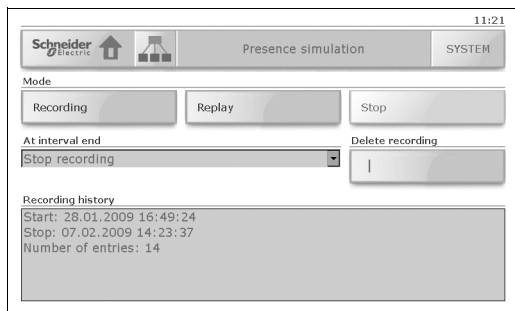 11:21
Schneider Electric
Presence simulation
SYSTEM
Mode
Recording
Replay
Stop
At interval end
Delete recording
Stop recording
Recording history
Start: 28.01.2009 16:49:24
Stop: 07.02.2009 14:23:37
Number of entries: 14